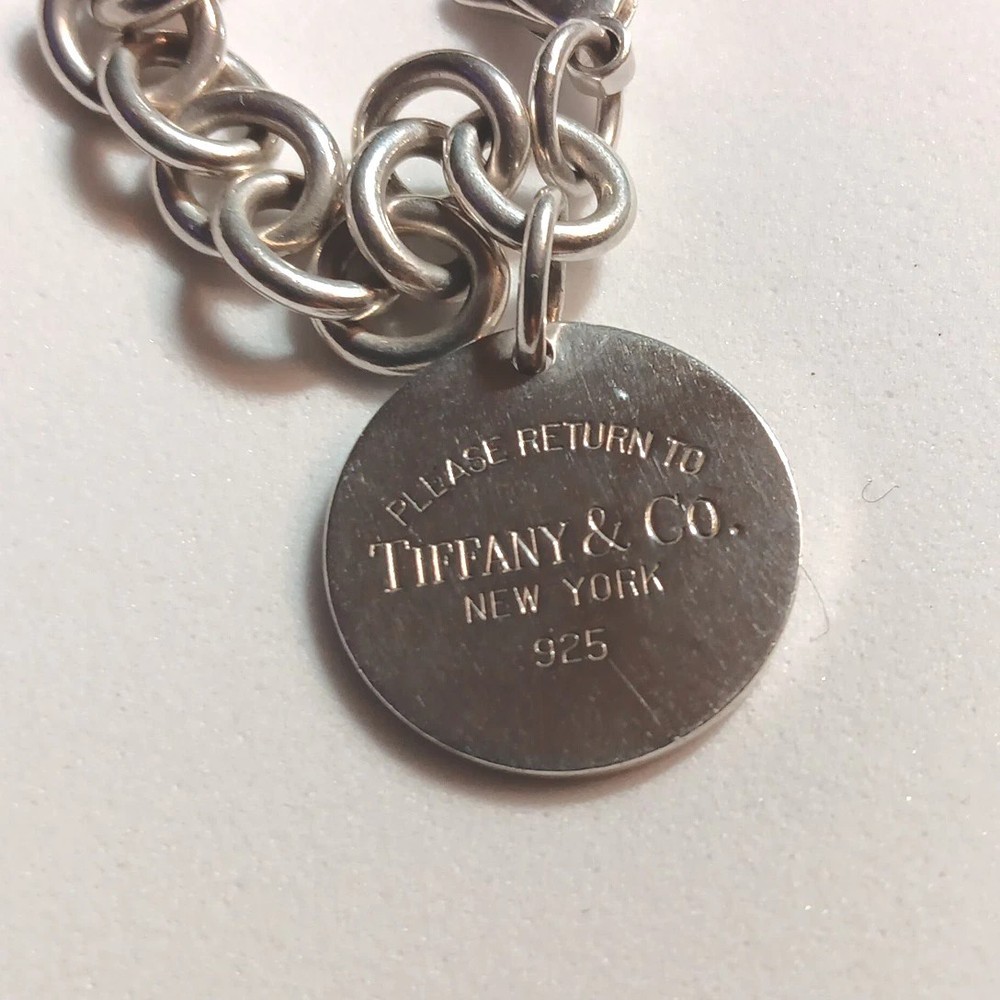 PLEASE RETURN TO
TIFFANY & CO.
NEW YORK
925